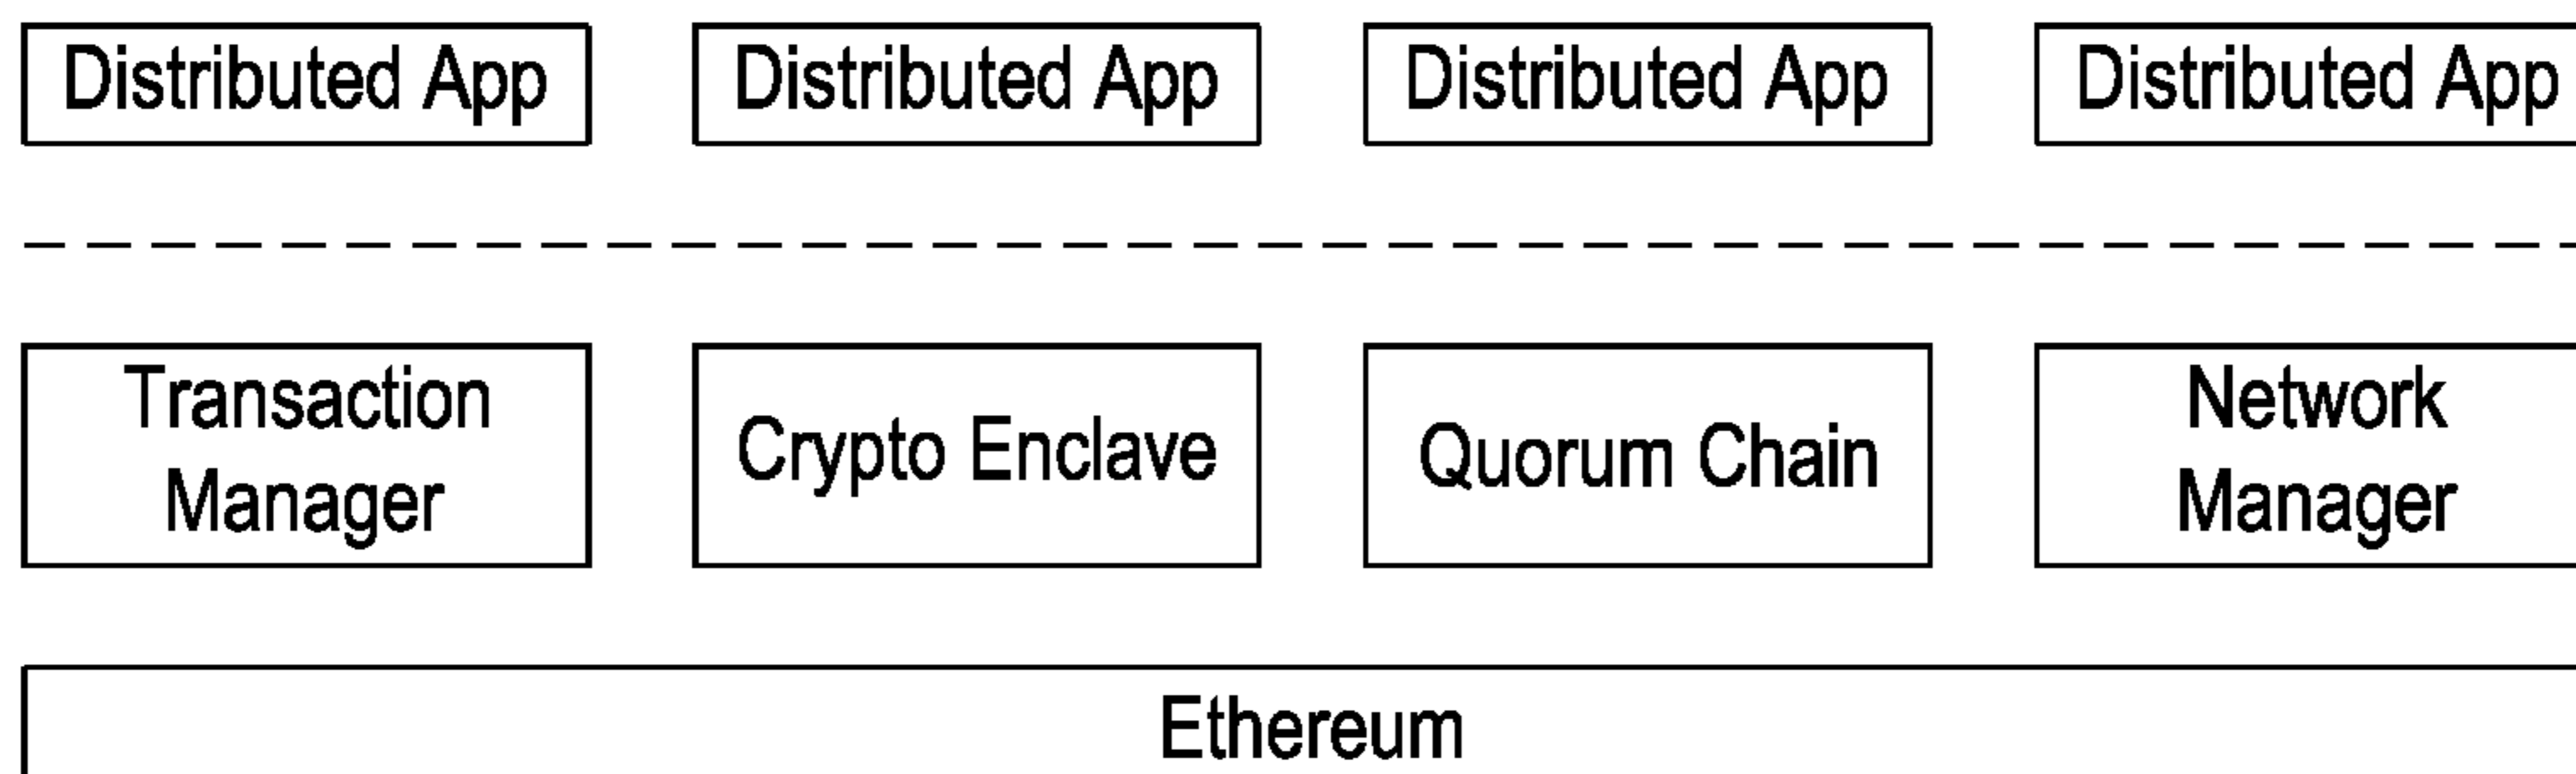 Distributed App
Distributed App
Distributed App
Distributed App
Transaction
Manager
Crypto Enclave
Quorum Chain
Network
Manager
Ethereum